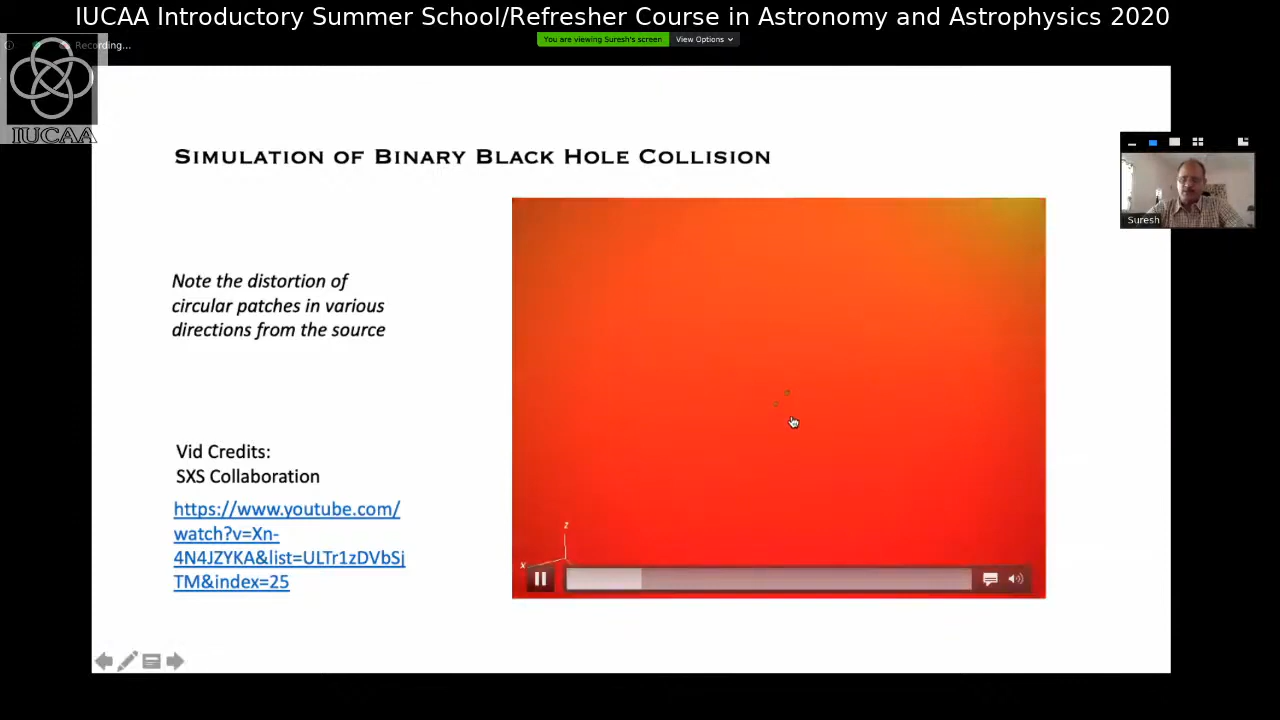 IUCAA Introductory Summer School/Refresher Course in Astronomy and Astrophysics 2020
You are viewing Suresh's screen View Options
Recording...
IUCAA
Simulation of Binary Black Hole Collision
Suresh
Note the distortion of
circular patches in various
directions from the source
Vid Credits:
SXS Collaboration
https://www.youtube.com/
watch?v=Xn-
4N4JZYKA&list=ULTr1zDVbSj
TM&index=25
z
x